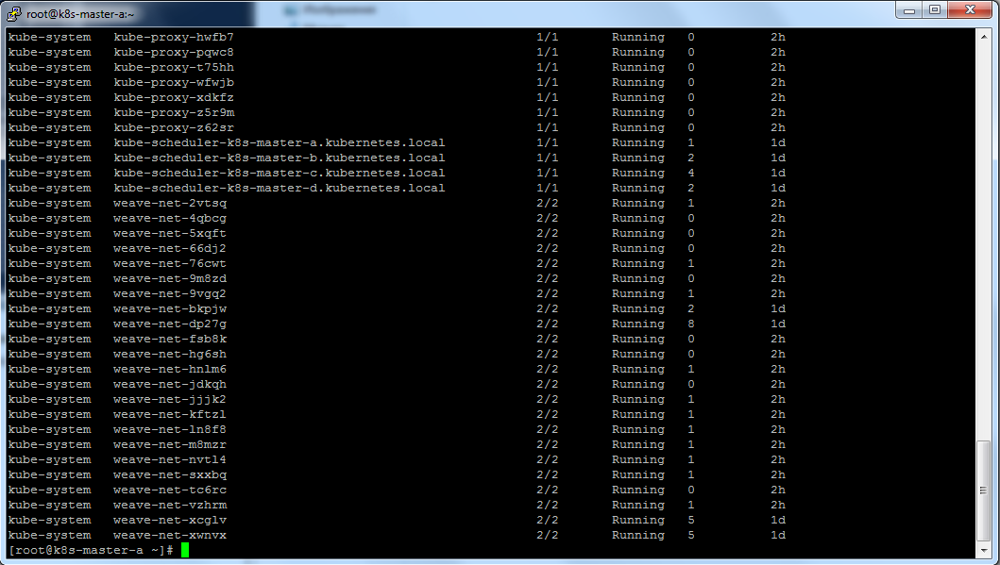 root@k8s-master-a:~
kube-system kube-proxy-hwfb7 1/1 Running 0 2h
kube-system kube-proxy-pqwc8 1/1 Running 0 2h
kube-system kube-proxy-t75hh 1/1 Running 0 2h
kube-system kube-proxy-wfwjb 1/1 Running 0 2h
kube-system kube-proxy-xdkfz 1/1 Running 0 2h
kube-system kube-proxy-z5r9m 1/1 Running 0 2h
kube-system kube-proxy-z62sr 1/1 Running 0 2h
kube-system kube-scheduler-k8s-master-a.kubernetes.local 1/1 Running 1 1d
kube-system kube-scheduler-k8s-master-b.kubernetes.local 1/1 Running 2 1d
kube-system kube-scheduler-k8s-master-c.kubernetes.local 1/1 Running 4 1d
kube-system kube-scheduler-k8s-master-d.kubernetes.local 1/1 Running 2 1d
kube-system weave-net-2vtsq 2/2 Running 1 2h
kube-system weave-net-4qbcg 2/2 Running 0 2h
kube-system weave-net-5xqft 2/2 Running 0 2h
kube-system weave-net-66dj2 2/2 Running 0 2h
kube-system weave-net-76cwt 2/2 Running 1 2h
kube-system weave-net-9m8zd 2/2 Running 0 2h
kube-system weave-net-9vgq2 2/2 Running 1 2h
kube-system weave-net-bkpjw 2/2 Running 2 1d
kube-system weave-net-dp27g 2/2 Running 8 1d
kube-system weave-net-fsb8k 2/2 Running 0 2h
kube-system weave-net-hg6sh 2/2 Running 0 2h
kube-system weave-net-hnlm6 2/2 Running 1 2h
kube-system weave-net-jdkqh 2/2 Running 0 2h
kube-system weave-net-jjjk2 2/2 Running 1 2h
kube-system weave-net-kftzl 2/2 Running 1 2h
kube-system weave-net-ln8f8 2/2 Running 1 2h
kube-system weave-net-m8mzr 2/2 Running 1 2h
kube-system weave-net-nvtl4 2/2 Running 1 2h
kube-system weave-net-sxxbq 2/2 Running 1 2h
kube-system weave-net-tc6rc 2/2 Running 0 2h
kube-system weave-net-vzhrm 2/2 Running 1 2h
kube-system weave-net-xcglv 2/2 Running 5 1d
kube-system weave-net-xwnvx 2/2 Running 5 1d
[root@k8s-master-a ~]#